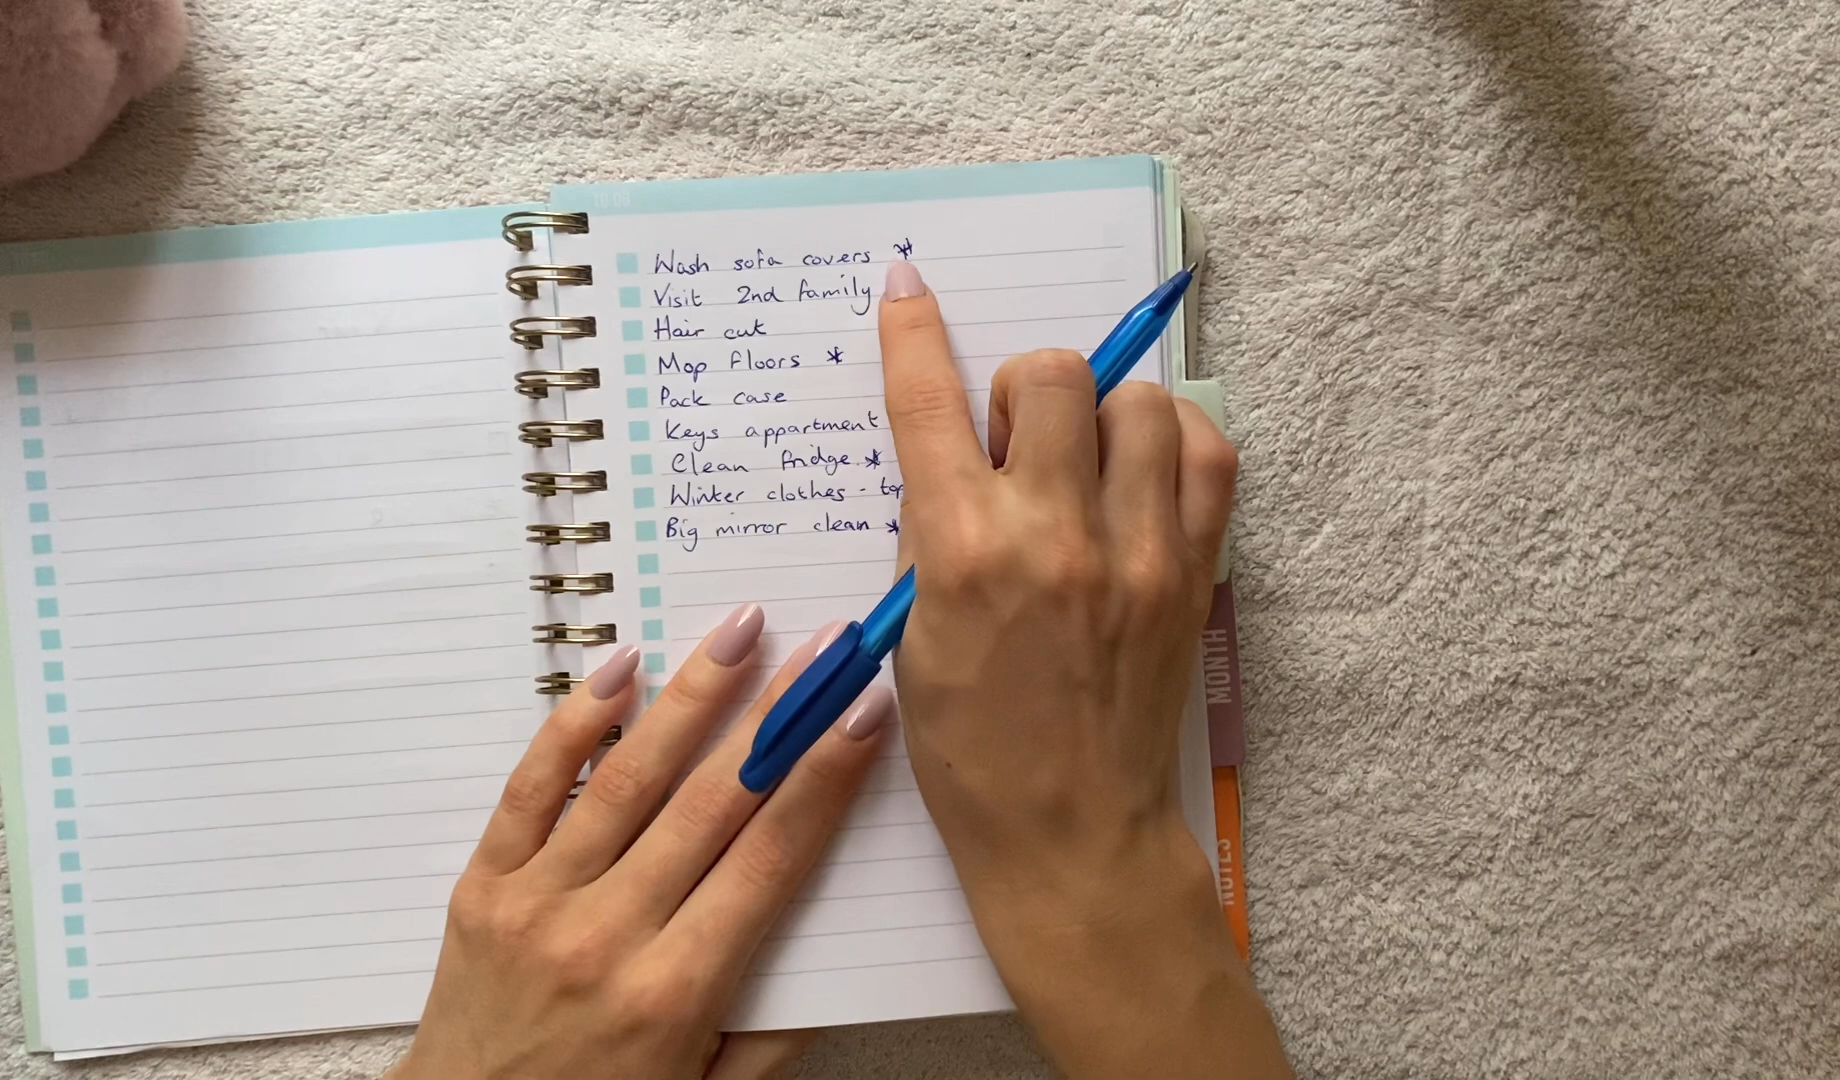 Wash sofa covers *
Visit 2nd family
Hair cut
Mop floors *
Pack case
Keys appartment
Clean fridge *
Winter clothes - top
Big mirror clean *
MONTH
NOTES